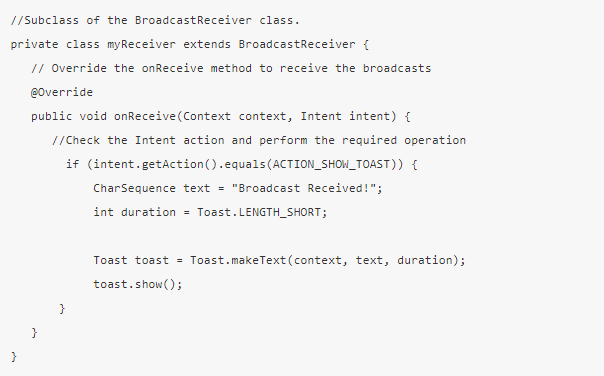 //Subclass of the BroadcastReceiver class.
private class myReceiver extends BroadcastReceiver {
// Override the onReceive method to receive the broadcasts
@Override
public void onReceive(Context context, Intent intent) {
//Check the Intent action and perform the required operation
if (intent.getAction().equals(ACTION_SHOW_TOAST)) {
CharSequence text = "Broadcast Received!";
int duration = Toast.LENGTH_SHORT;
Toast toast = Toast.makeText(context, text, duration);
toast.show();
}
}
}